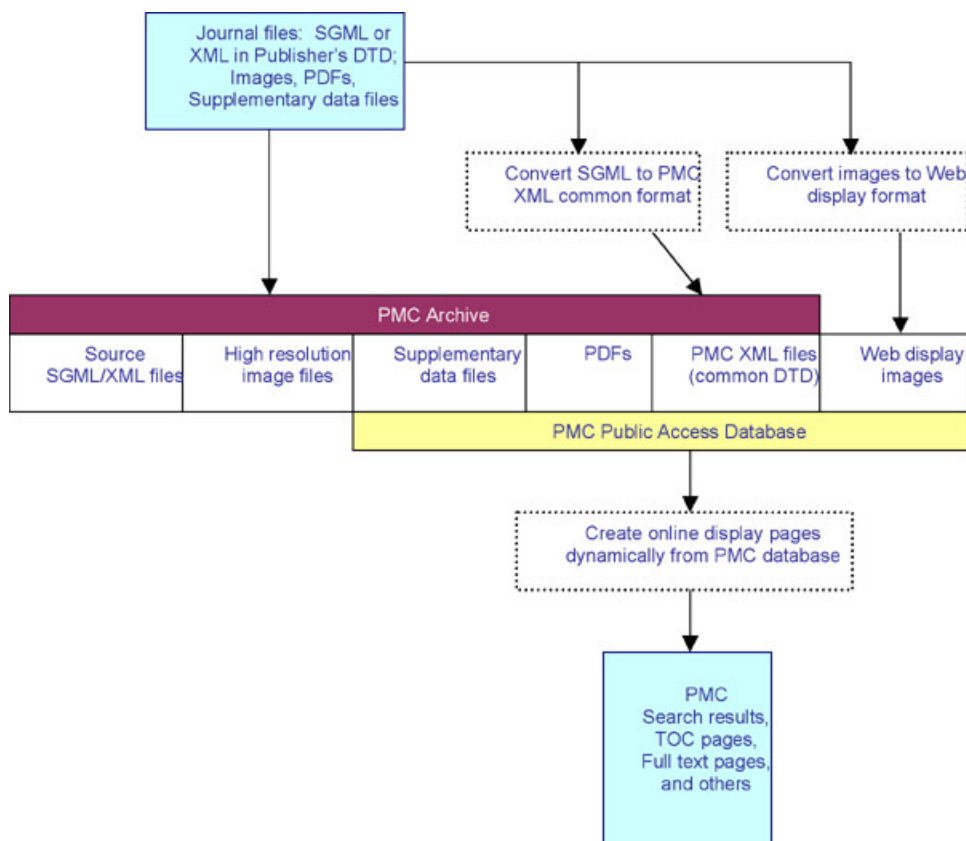 Journal files: SGML or
XML in Publisher's DTD;
Images, PDFs,
Supplementary data files
Convert SGML to PMC
XML common format
Convert images to Web
display format
PMC Archive
Source
SGML/XML files
High resolution
image files
Supplementary
data files
PDFs
PMC XML files
(common DTD)
Web display
images
PMC Public Access Database
Create online display pages
dynamically from PMC database
PMC
Search results,
TOC pages,
Full text pages,
and others